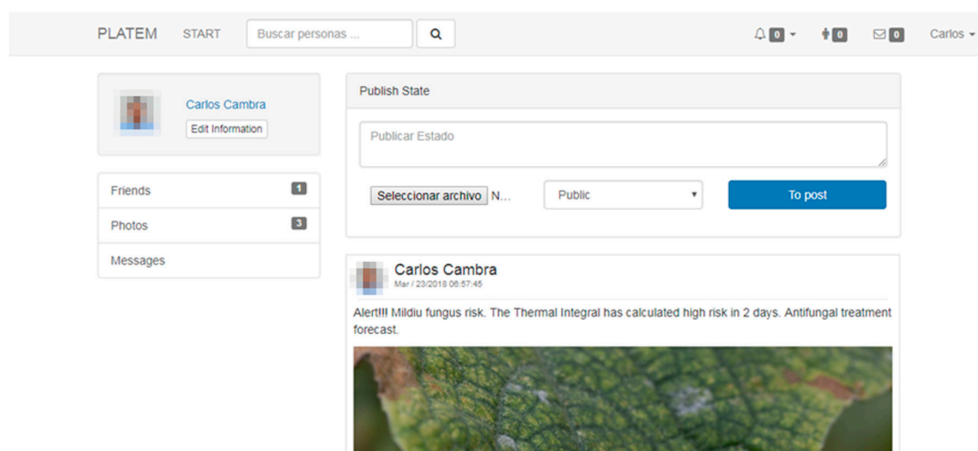 PLATEM START Buscar personas ... 0 0 0 Carlos
Carlos Cambra
Edit Information
Friends 1
Photos 3
Messages
Publish State
Publicar Estado
Seleccionar archivo N... Public To post
Carlos Cambra
Mar / 23/2018 06:57:45
Alert!!! Mildiu fungus risk. The Thermal Integral has calculated high risk in 2 days. Antifungal treatment
forecast.